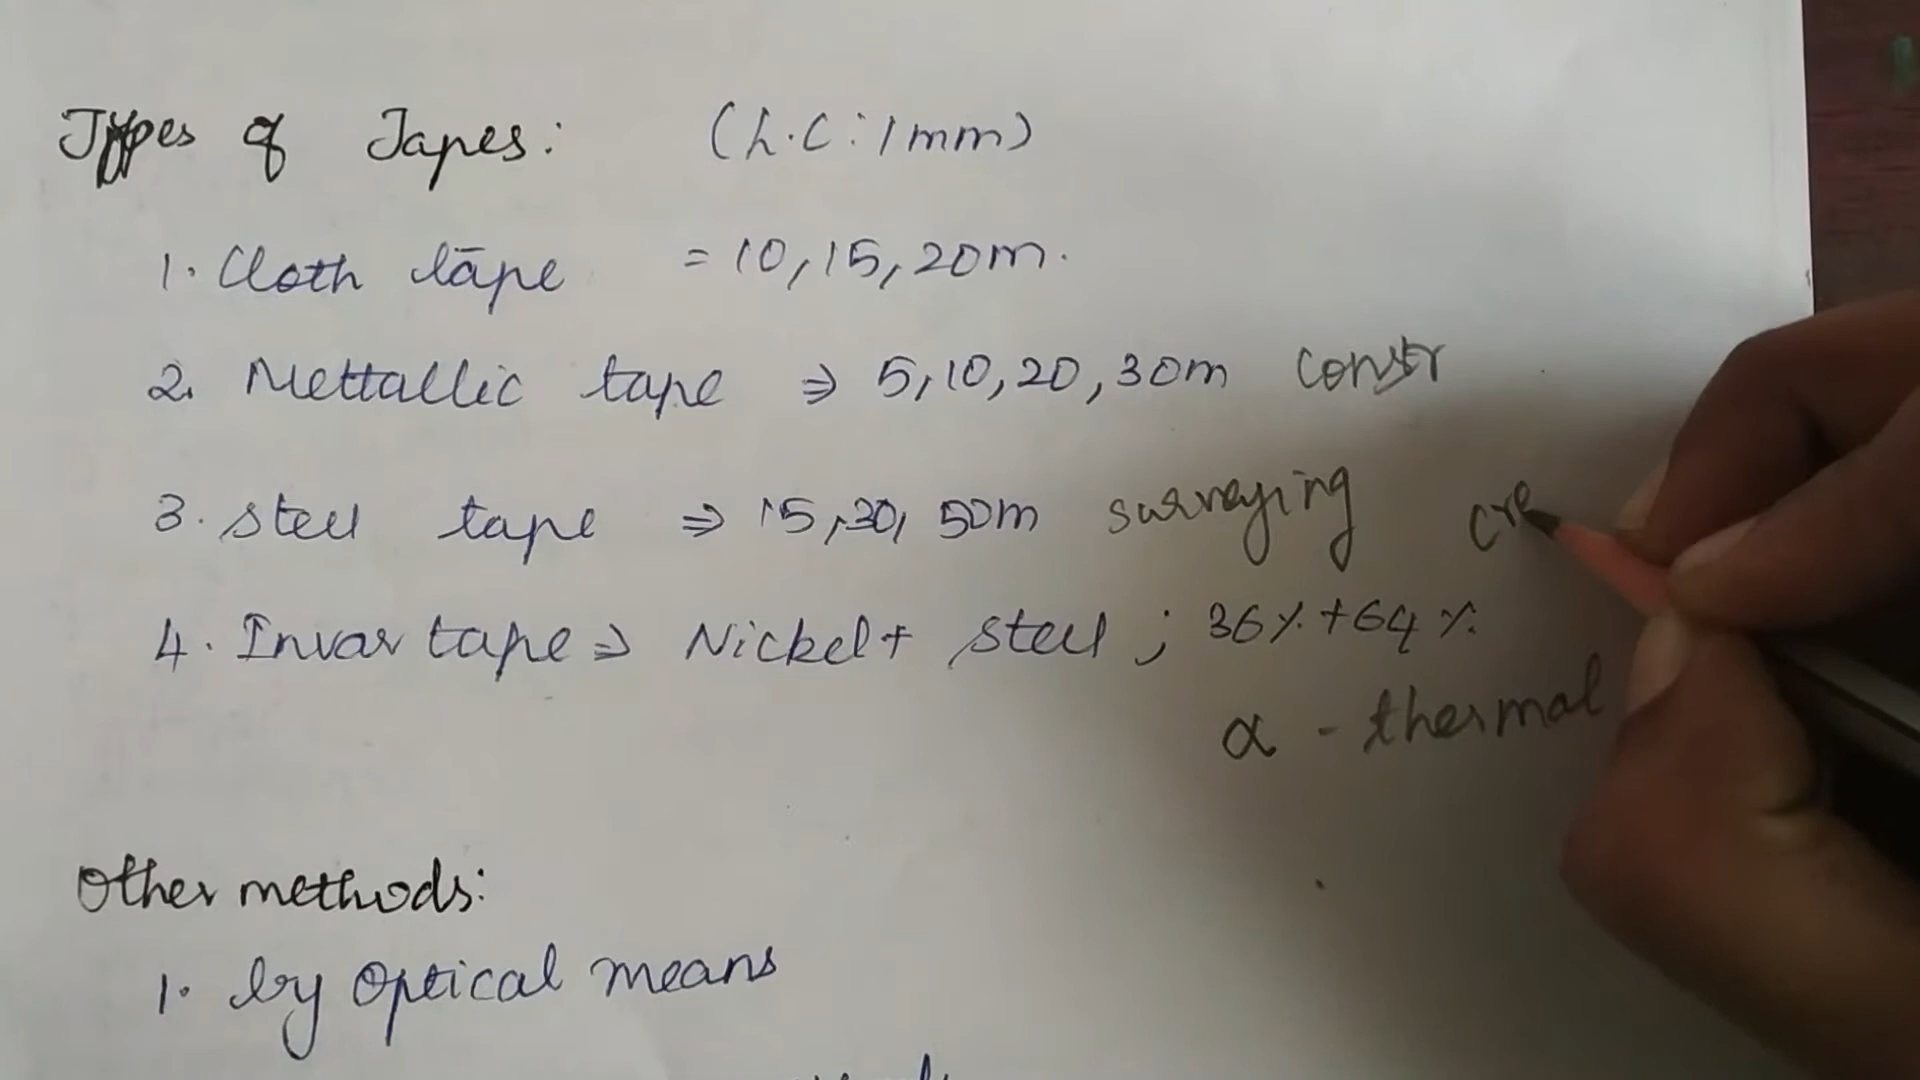 Types of Tapes: (L.C: 1mm)
1. Cloth tape = 10, 15, 20m.
2. Mettallic tape ⇒ 5, 10, 20, 30m constr
3. Steel tape ⇒ 15, 30, 50m surveying cre
4. Invar tape ⇒ Nickel + steel ; 36% + 64%
α - thermal
Other methods:
1. by optical means